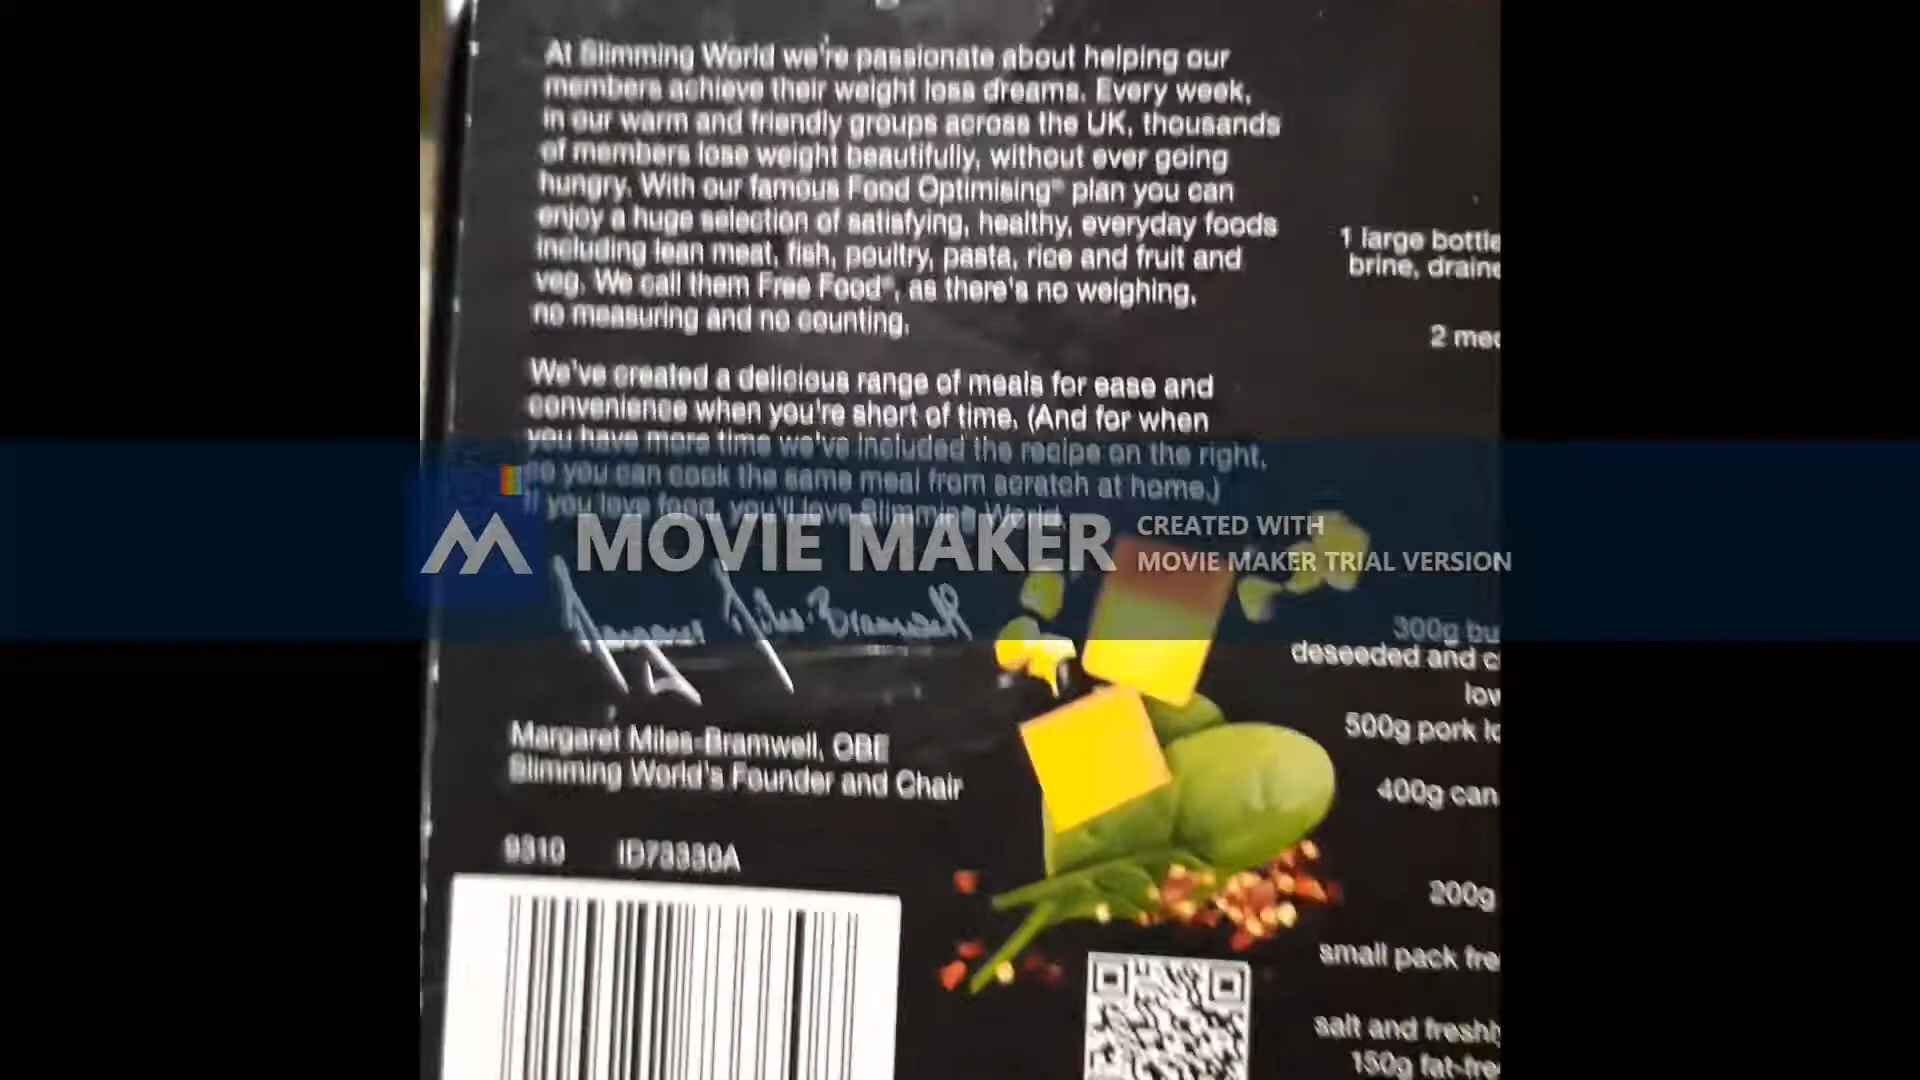 At Slimming World we're passionate about helping our
members achieve their weight loss dreams. Every week,
in our warm and friendly groups across the UK, thousands
of members lose weight beautifully, without ever going
hungry. With our famous Food Optimising® plan you can
enjoy a huge selection of satisfying, healthy, everyday foods
including lean meat, fish, poultry, pasta, rice and fruit and
veg. We call them Free Food®, as there's no weighing,
no measuring and no counting.
We've created a delicious range of meals for ease and
convenience when you're short of time. (And for when
you have more time we've included the recipe on the right,
so you can cook the same meal from scratch at home.)
If you love food, you'll love Slimming World.
MOVIE MAKER
CREATED WITH
MOVIE MAKER TRIAL VERSION
Margaret Miles-Bramwell
Margaret Miles-Bramwell, OBE
Slimming World's Founder and Chair
9310 ID73330A
1 large bottle
brine, draine
2 med
300g bu
deseeded and c
low
500g pork lo
400g can
200g
small pack fre
salt and freshl
150g fat-fre